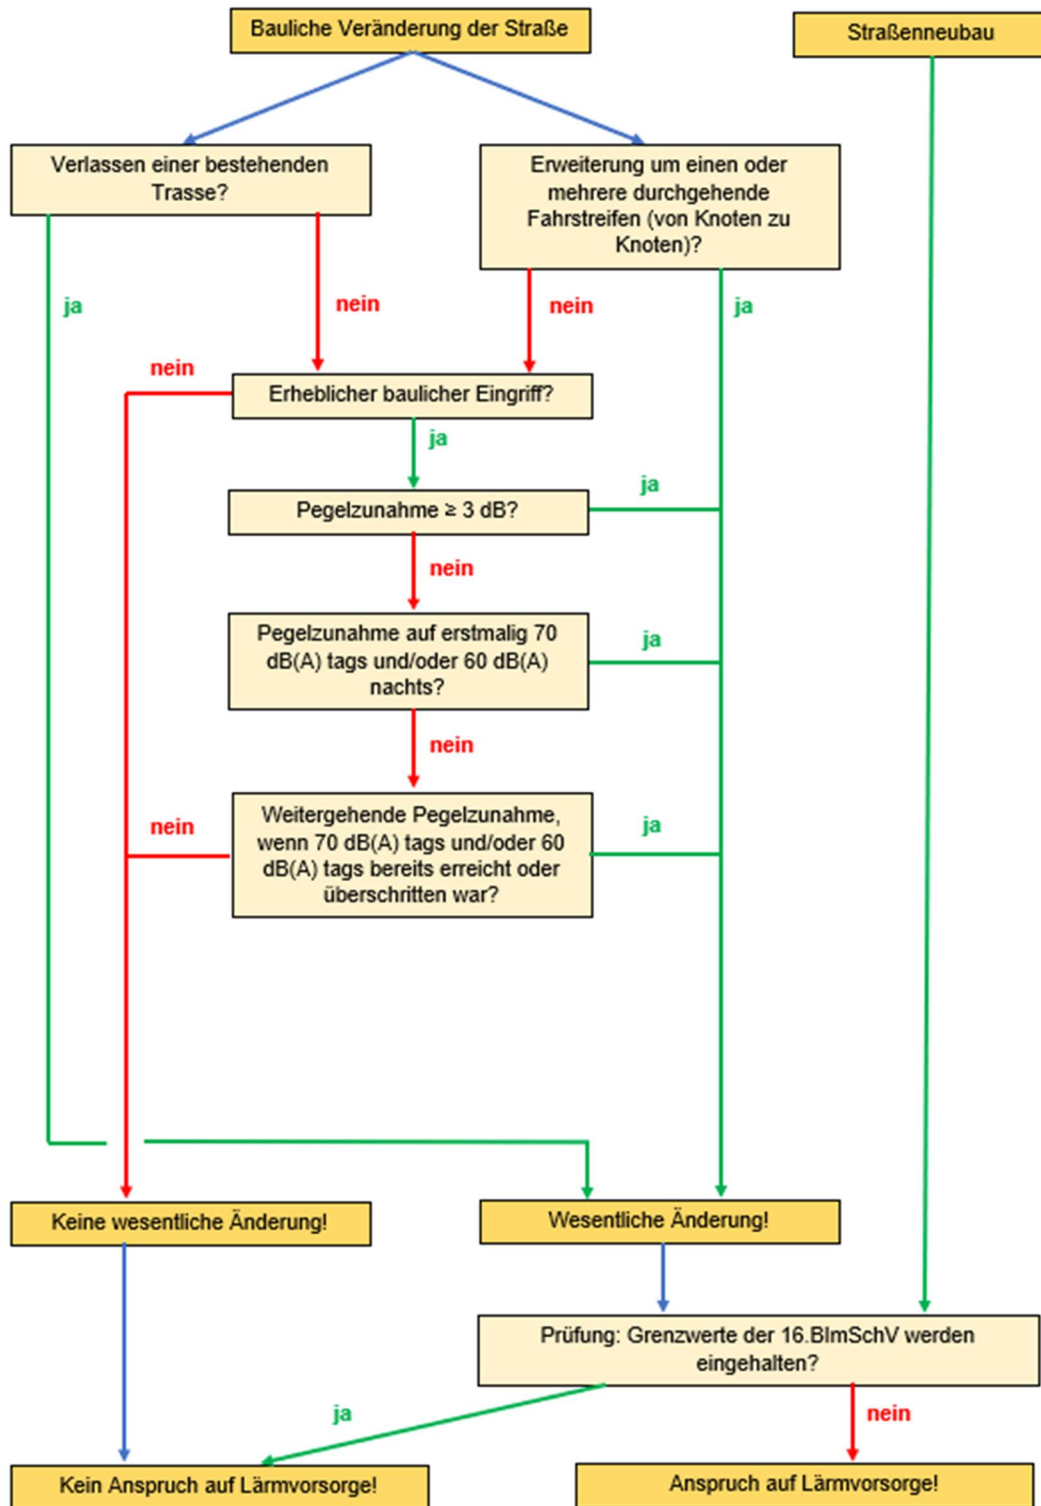 Bauliche Veränderung der Straße
Straßenneubau
Verlassen einer bestehenden
Trasse?
Erweiterung um einen oder
mehrere durchgehende
Fahrstreifen (von Knoten zu
Knoten)?
ja
nein
nein
ja
nein
Erheblicher baulicher Eingriff?
ja
Pegelzunahme ≥ 3 dB?
ja
nein
Pegelzunahme auf erstmalig 70
dB(A) tags und/oder 60 dB(A)
nachts?
ja
nein
nein
Weitergehende Pegelzunahme,
wenn 70 dB(A) tags und/oder 60
dB(A) tags bereits erreicht oder
überschritten war?
ja
Keine wesentliche Änderung!
Wesentliche Änderung!
Prüfung: Grenzwerte der 16.BImSchV werden
eingehalten?
ja
nein
Kein Anspruch auf Lärmvorsorge!
Anspruch auf Lärmvorsorge!